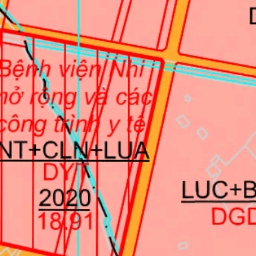 Bệnh viện Nhi
mở rộng và các
công trình y tế
NT+CLN+LUA
DYT
2020
18.91
LUC+B
DGD